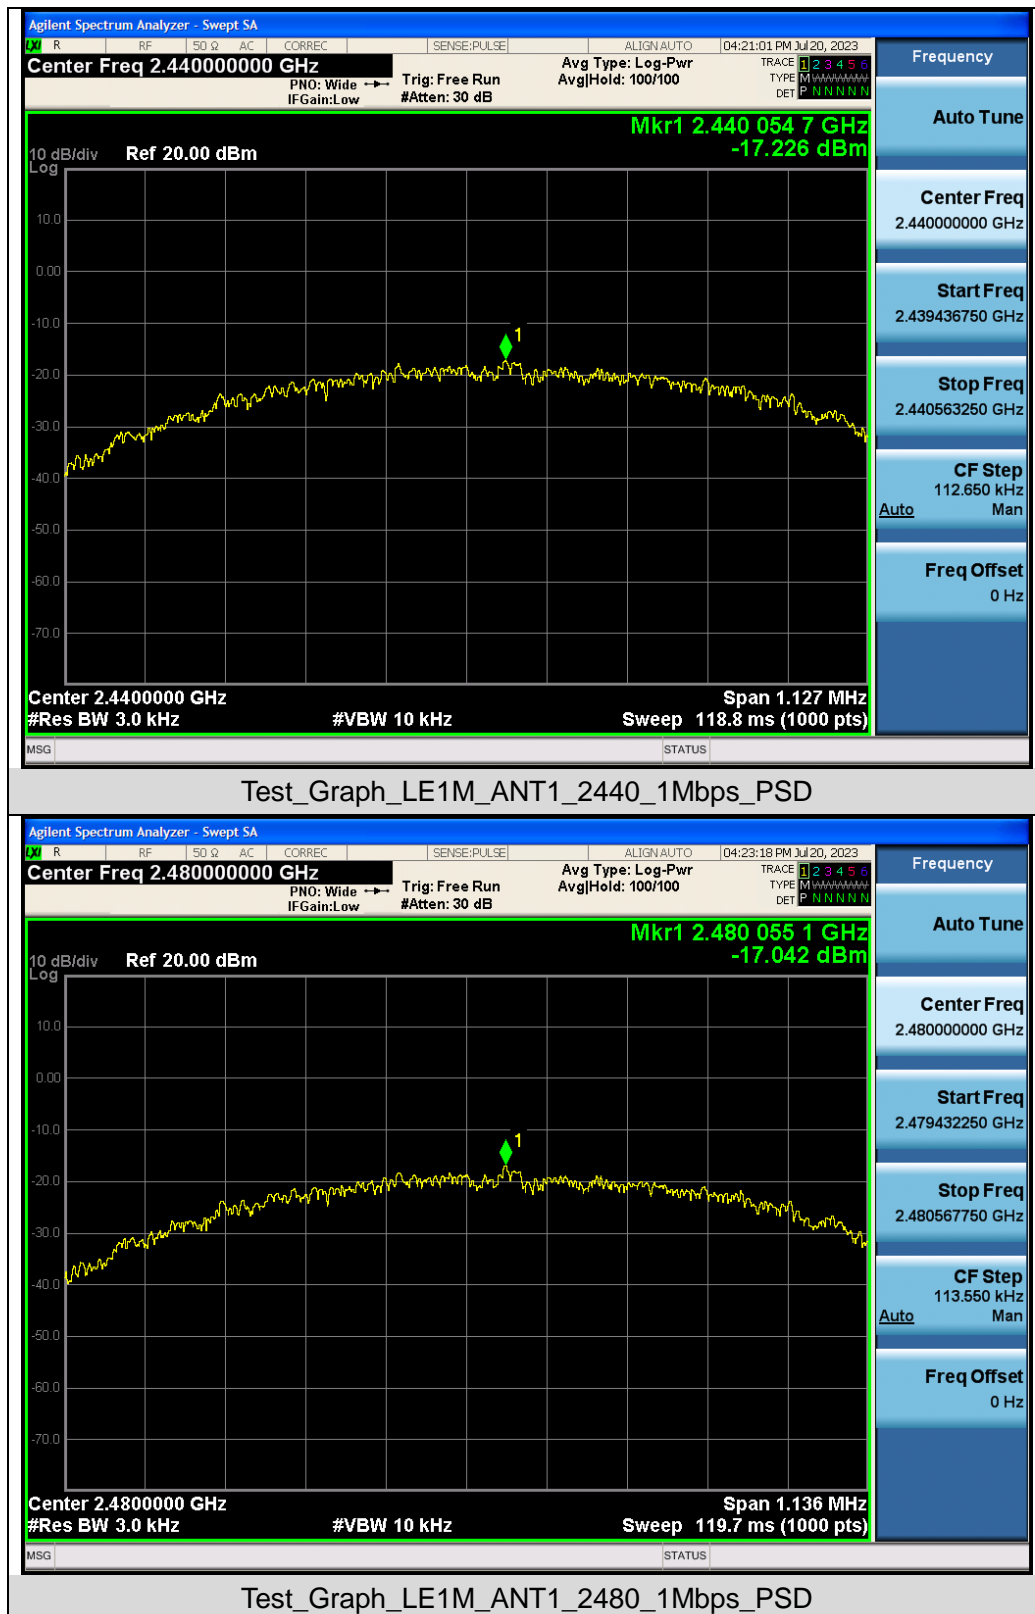 Agilent Spectrum Analyzer - Swept SA
LXI R RF 50 Ω AC CORREC SENSE:PULSE ALIGN AUTO 04:21:01 PM Jul 20, 2023
Center Freq 2.440000000 GHz
PNO: Wide
IFGain:Low
Trig: Free Run
#Atten: 30 dB
Avg Type: Log-Pwr
Avg|Hold: 100/100
TRACE 1 2 3 4 5 6
TYPE M
DET P N N N N N
Frequency
Mkr1 2.440 054 7 GHz
-17.226 dBm
10 dB/div Ref 20.00 dBm
Log
10.0
0.00
-10.0
-20.0
-30.0
-40.0
-50.0
-60.0
-70.0
1
Center 2.4400000 GHz Span 1.127 MHz
#Res BW 3.0 kHz #VBW 10 kHz Sweep 118.8 ms (1000 pts)
MSG STATUS
Auto Tune
Center Freq
2.440000000 GHz
Start Freq
2.439436750 GHz
Stop Freq
2.440563250 GHz
CF Step
112.650 kHz
Auto Man
Freq Offset
0 Hz
Test_Graph_LE1M_ANT1_2440_1Mbps_PSD
Agilent Spectrum Analyzer - Swept SA
LXI R RF 50 Ω AC CORREC SENSE:PULSE ALIGN AUTO 04:23:18 PM Jul 20, 2023
Center Freq 2.480000000 GHz
PNO: Wide
IFGain:Low
Trig: Free Run
#Atten: 30 dB
Avg Type: Log-Pwr
Avg|Hold: 100/100
TRACE 1 2 3 4 5 6
TYPE M
DET P N N N N N
Frequency
Mkr1 2.480 055 1 GHz
-17.042 dBm
10 dB/div Ref 20.00 dBm
Log
10.0
0.00
-10.0
-20.0
-30.0
-40.0
-50.0
-60.0
-70.0
1
Center 2.4800000 GHz Span 1.136 MHz
#Res BW 3.0 kHz #VBW 10 kHz Sweep 119.7 ms (1000 pts)
MSG STATUS
Auto Tune
Center Freq
2.480000000 GHz
Start Freq
2.479432250 GHz
Stop Freq
2.480567750 GHz
CF Step
113.550 kHz
Auto Man
Freq Offset
0 Hz
Test_Graph_LE1M_ANT1_2480_1Mbps_PSD